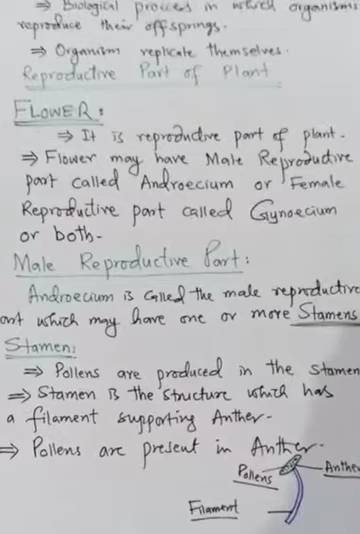 ⇒ Biological process in which organisms
reproduce their offsprings.
⇒ Organism replicate themselves.
Reproductive Part of Plant
FLOWER:
⇒ It is reproductive part of plant.
⇒ Flower may have Male Reproductive
part called Androecium or Female
Reproductive part called Gynoecium
or both.
Male Reproductive Part:
Androecium is called the male reproductive
part which may have one or more Stamens
Stamen:
⇒ Pollens are produced in the Stamen
⇒ Stamen is the structure which has
a filament supporting Anther.
⇒ Pollens are present in Anther.
Pollens
Anthe
Filament